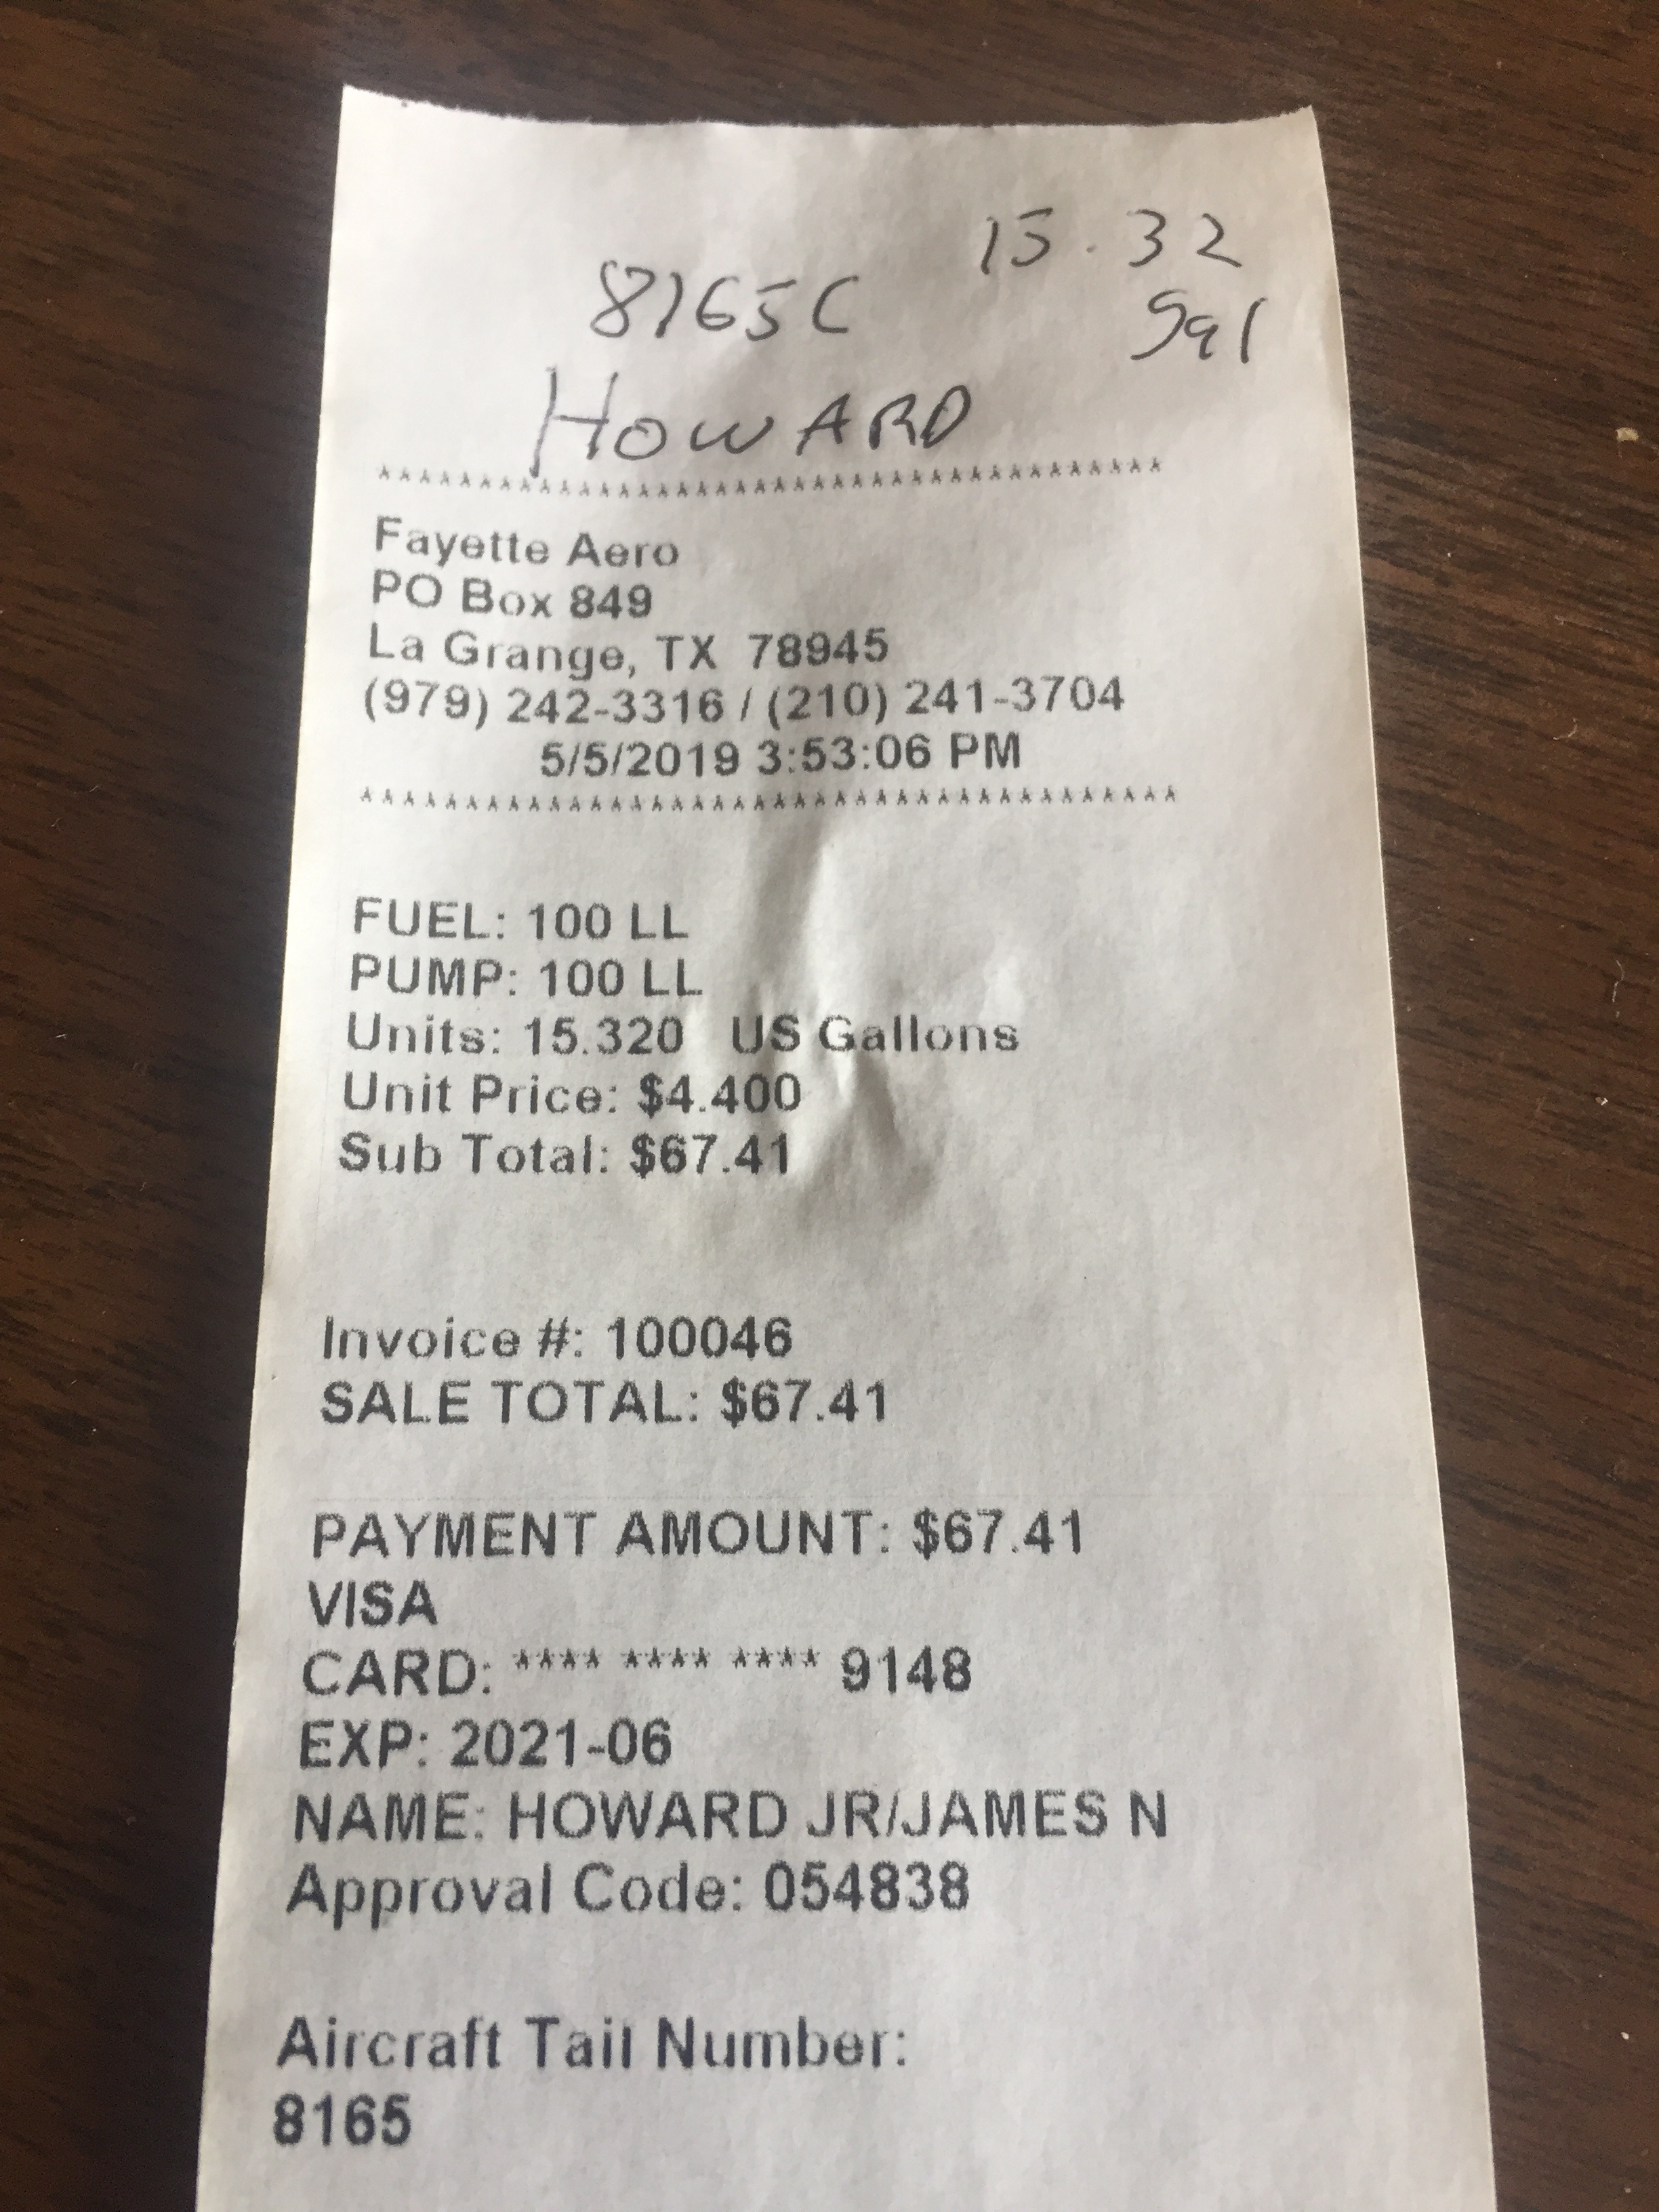 15.32
8165C gal
HOWARD
****************************************
Fayette Aero
PO Box 849
La Grange, TX 78945
(979) 242-3316 / (210) 241-3704
5/5/2019 3:53:06 PM
****************************************
FUEL: 100 LL
PUMP: 100 LL
Units: 15.320 US Gallons
Unit Price: $4.400
Sub Total: $67.41
Invoice #: 100046
SALE TOTAL: $67.41
PAYMENT AMOUNT: $67.41
VISA
CARD: **** **** **** 9148
EXP: 2021-06
NAME: HOWARD JR/JAMES N
Approval Code: 054838
Aircraft Tail Number:
8165